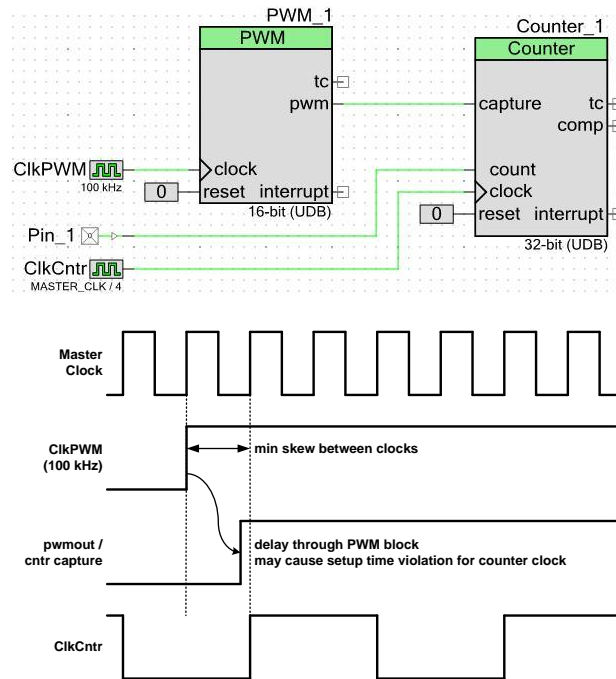 PWM_1
PWM
tc
pwm
clock
reset
interrupt
16-bit (UDB)
Counter_1
Counter
capture
tc
comp
count
clock
reset
interrupt
32-bit (UDB)
ClkPWM
100 kHz
0
Pin_1
0
ClkCntr
MASTER_CLK / 4
Master
Clock
ClkPWM
(100 kHz)
min skew between clocks
pwmout /
cntr capture
delay through PWM block
may cause setup time violation for counter clock
ClkCntr